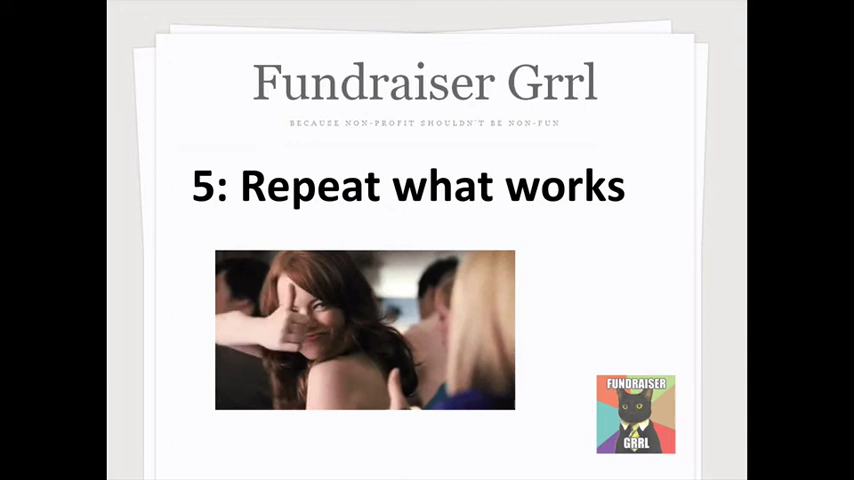 Fundraiser Grrl
BECAUSE NON-PROFIT SHOULDN'T BE NON-FUN
5: Repeat what works
FUNDRAISER
GRRL